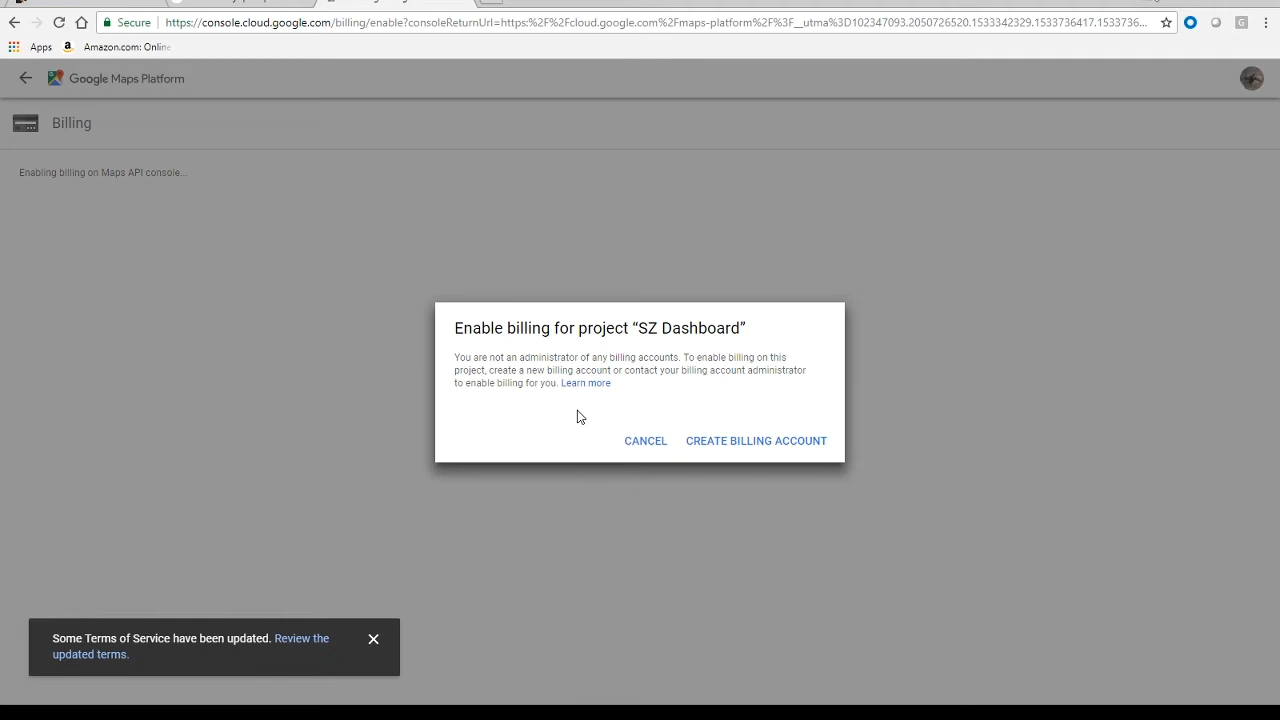 Secure
https://console.cloud.google.com/billing/enable?consoleReturnUrl=https:%2F%2Fcloud.google.com%2Fmaps-platform%2F%3F__utma%3D102347093.2050726520.1533342329.1533736417.1533736...
Apps
Amazon.com: Online
Google Maps Platform
Billing
Enabling billing on Maps API console...
Enable billing for project “SZ Dashboard”
You are not an administrator of any billing accounts. To enable billing on this
project, create a new billing account or contact your billing account administrator
to enable billing for you. Learn more
CANCEL
CREATE BILLING ACCOUNT
Some Terms of Service have been updated. Review the
updated terms.